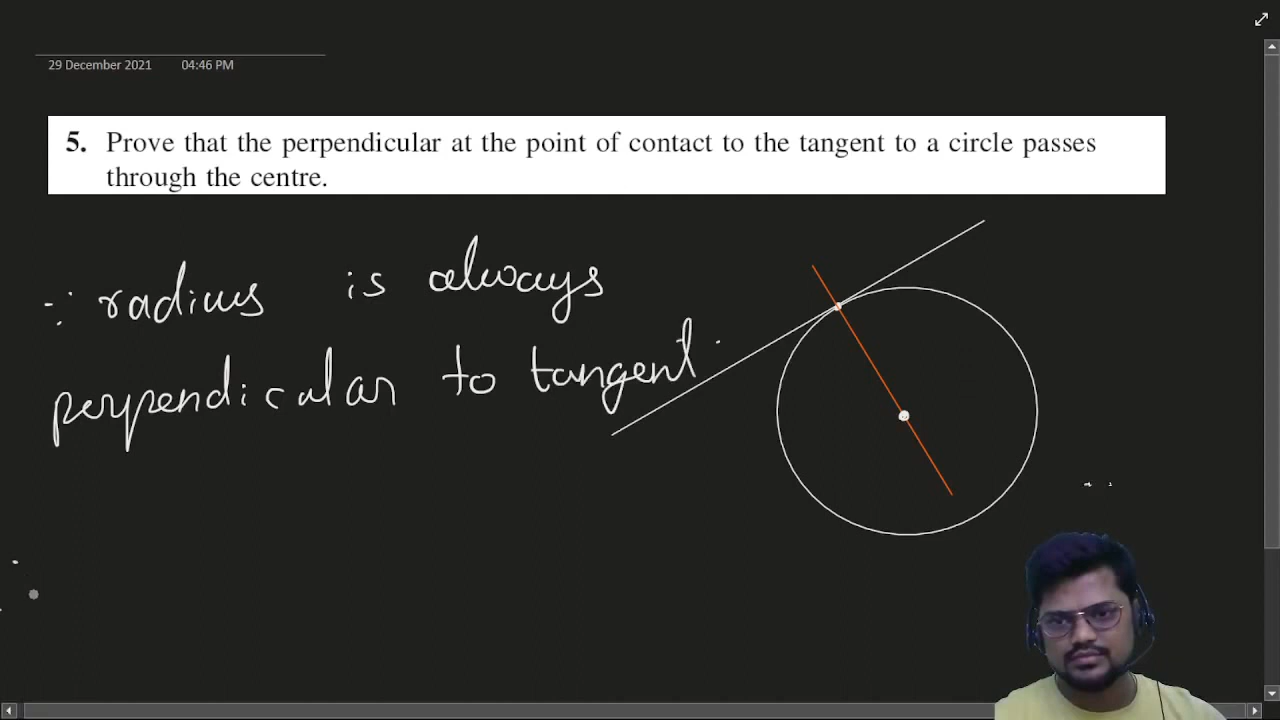 29 December 2021 04:46 PM
5. Prove that the perpendicular at the point of contact to the tangent to a circle passes
through the centre.
∵ radius is always
perpendicular to tangent.